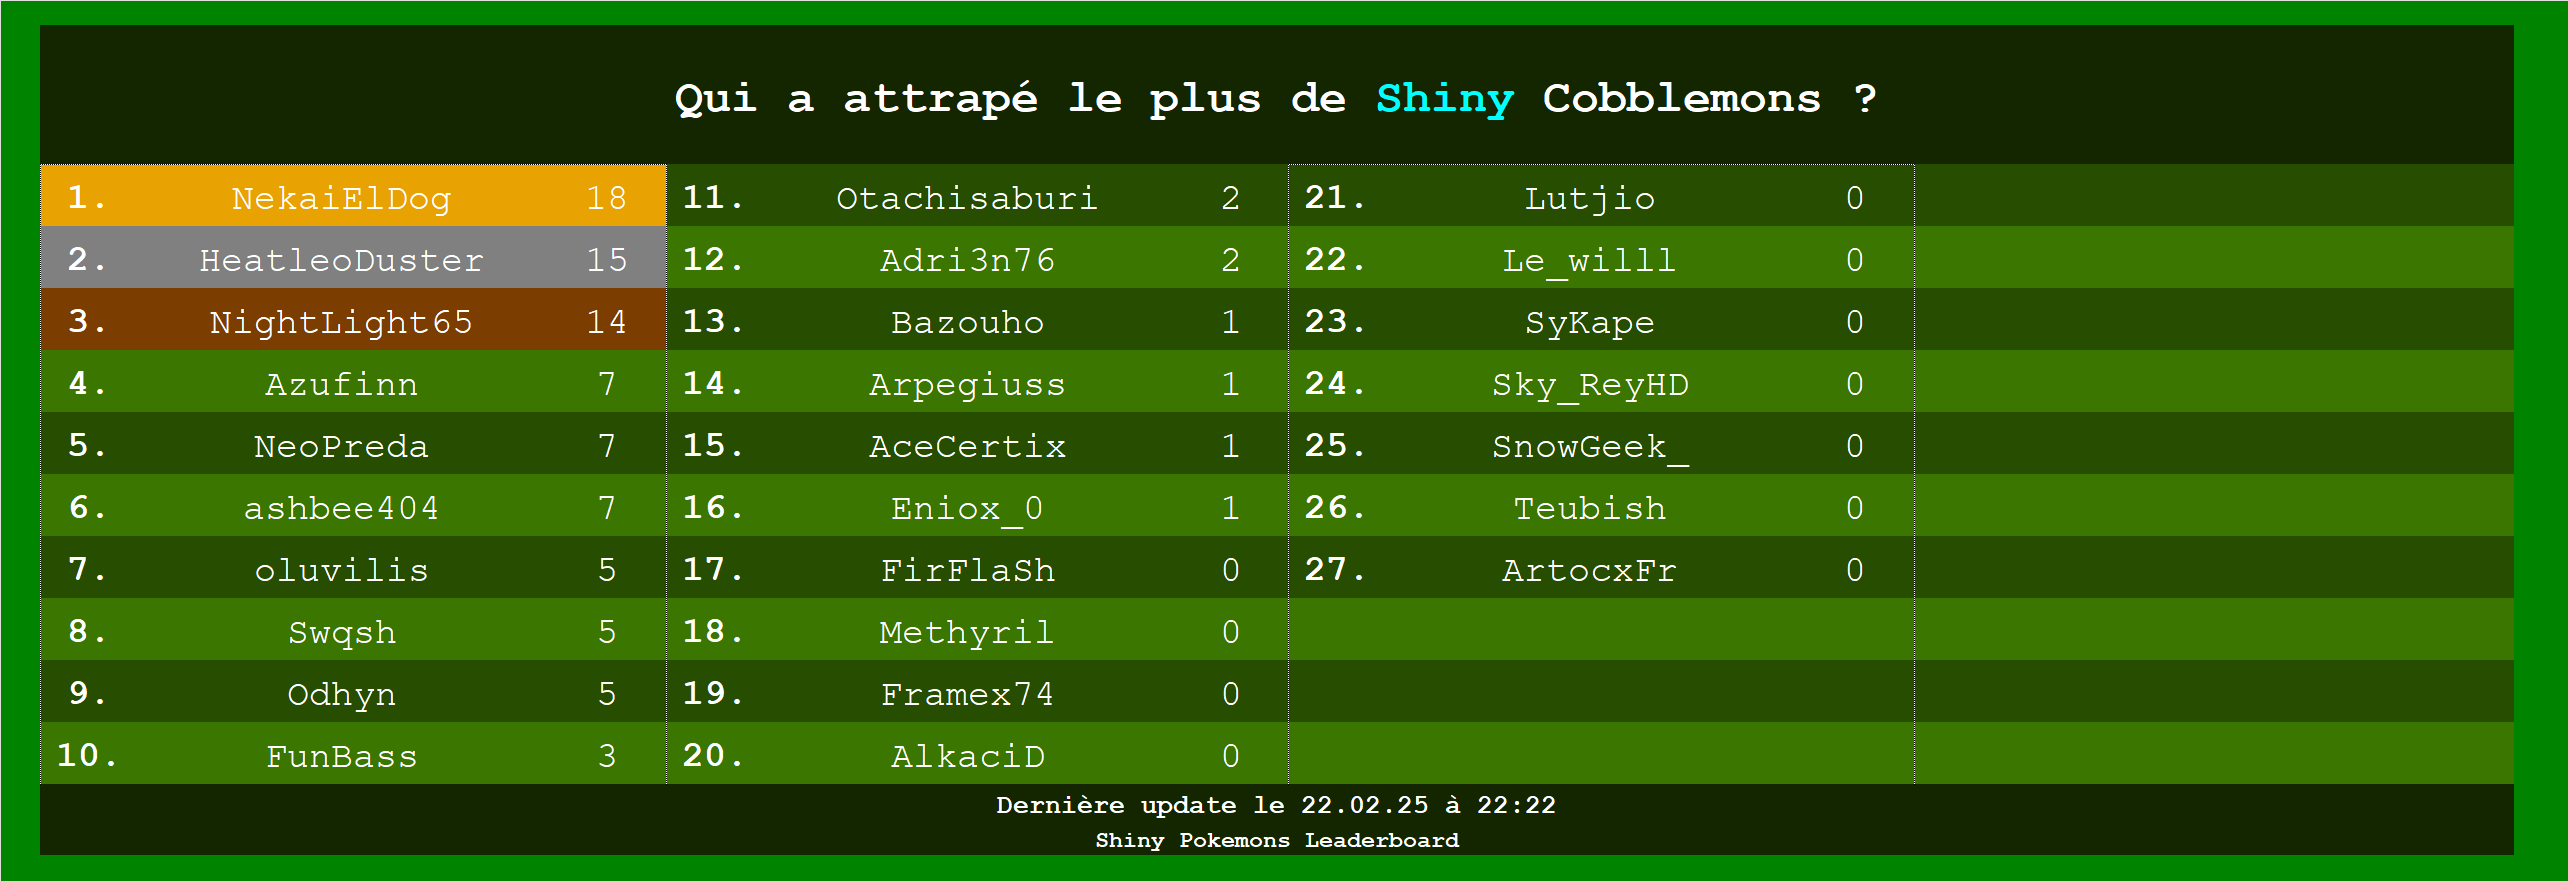 Qui a attrapé le plus de Shiny Cobblemons ?
1. NekaiElDog 18
2. HeatleoDuster 15
3. NightLight65 14
4. Azufinn 7
5. NeoPreda 7
6. ashbee404 7
7. oluvilis 5
8. Swqsh 5
9. Odhyn 5
10. FunBass 3
11. Otachisaburi 2
12. Adri3n76 2
13. Bazouho 1
14. Arpegiuss 1
15. AceCertix 1
16. Eniox_0 1
17. FirFlaSh 0
18. Methyril 0
19. Framex74 0
20. AlkaciD 0
21. Lutjio 0
22. Le_willl 0
23. SyKape 0
24. Sky_ReyHD 0
25. SnowGeek_ 0
26. Teubish 0
27. ArtocxFr 0
Dernière update le 22.02.25 à 22:22
Shiny Pokemons Leaderboard